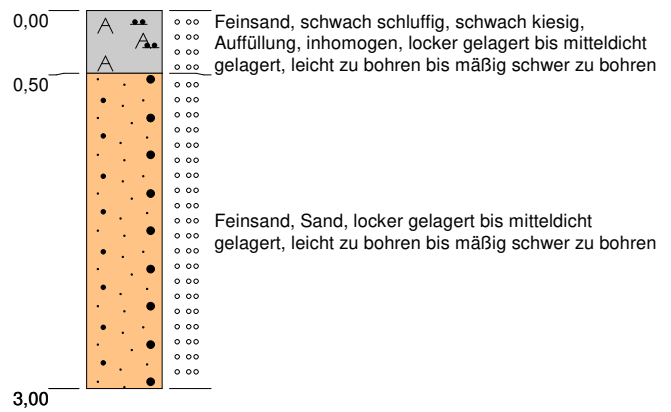 0,00
Feinsand, schwach schluffig, schwach kiesig,
Auffüllung, inhomogen, locker gelagert bis mitteldicht
gelagert, leicht zu bohren bis mäßig schwer zu bohren
A
A
A
0,50
Feinsand, Sand, locker gelagert bis mitteldicht
gelagert, leicht zu bohren bis mäßig schwer zu bohren
3,00